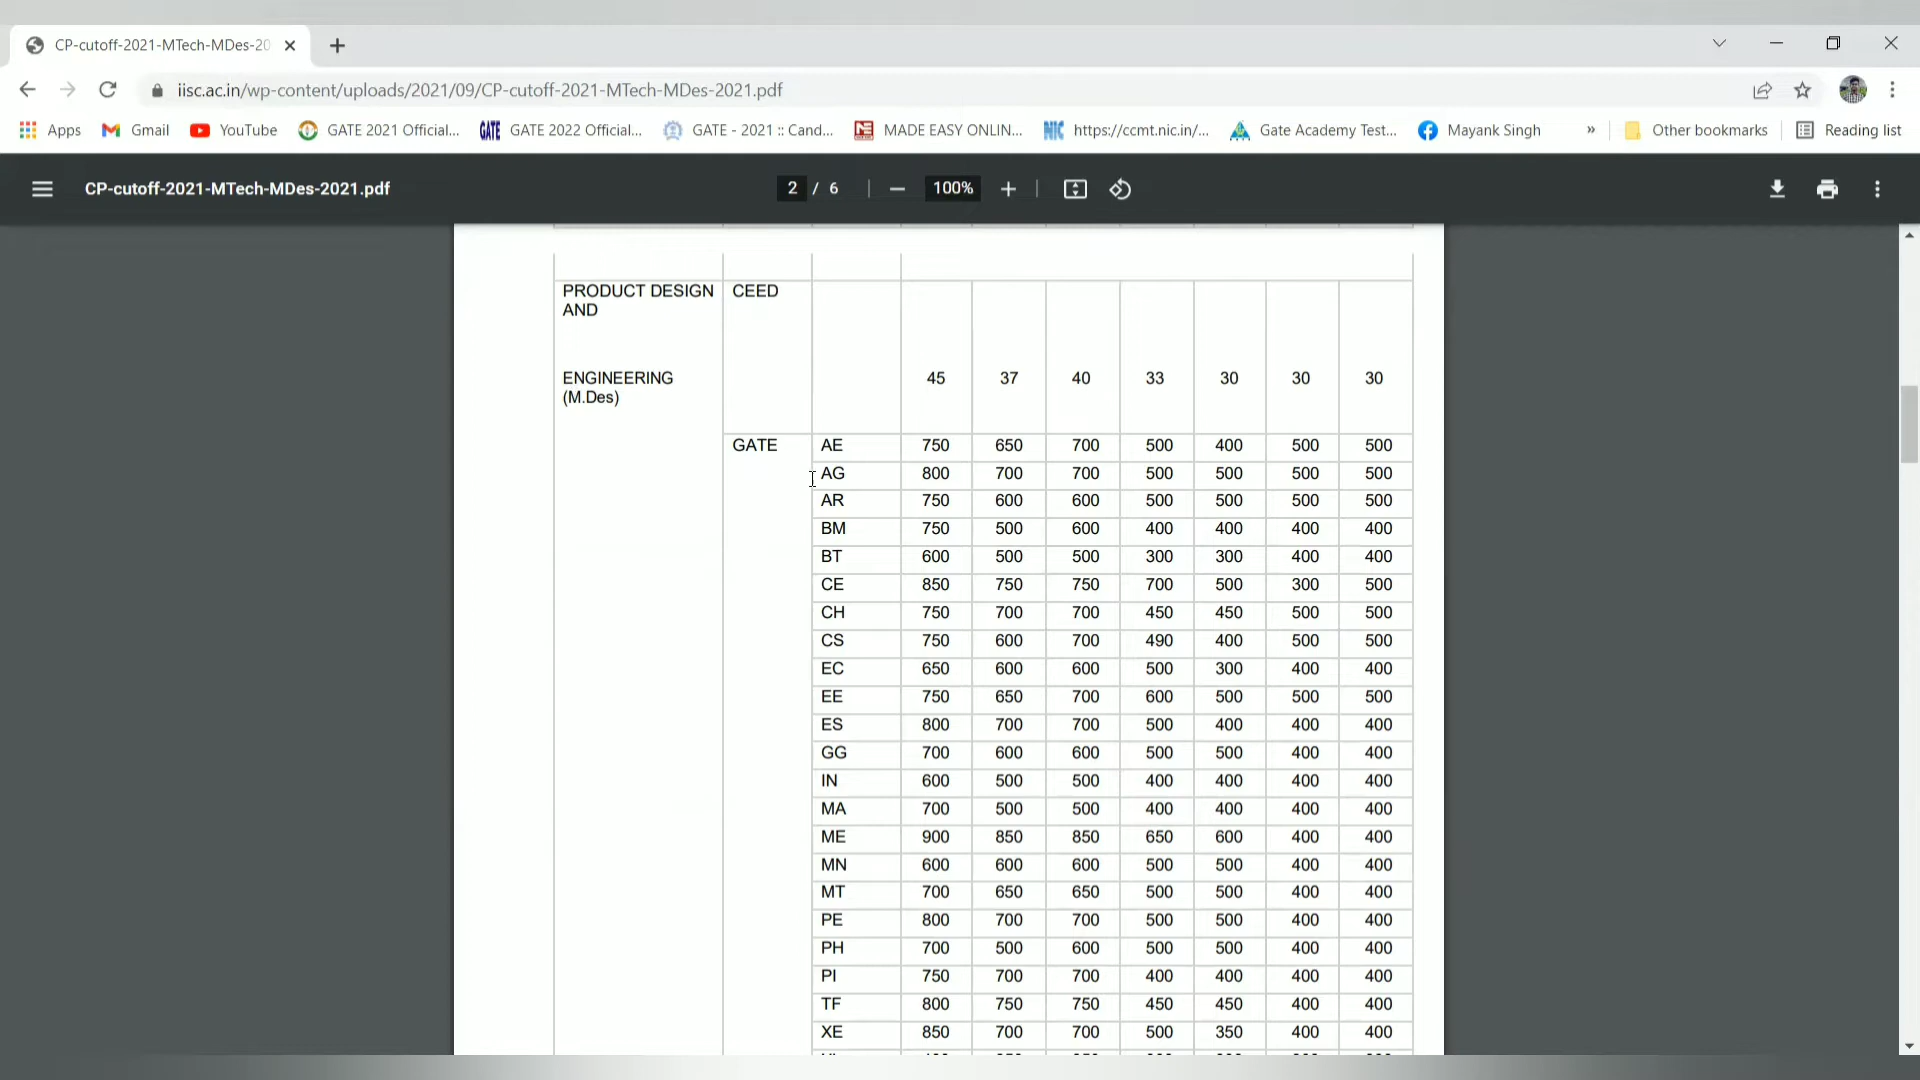 CP-cutoff-2021-MTech-MDes-20
iisc.ac.in/wp-content/uploads/2021/09/CP-cutoff-2021-MTech-MDes-2021.pdf
Apps Gmail YouTube GATE 2021 Official... GATE 2022 Official... GATE - 2021 :: Cand... MADE EASY ONLIN... https://ccmt.nic.in/... Gate Academy Test... Mayank Singh » Other bookmarks Reading list
CP-cutoff-2021-MTech-MDes-2021.pdf 2 / 6 100%
PRODUCT DESIGN CEED
AND
ENGINEERING 45 37 40 33 30 30 30
(M.Des)
GATE AE 750 650 700 500 400 500 500
AG 800 700 700 500 500 500 500
AR 750 600 600 500 500 500 500
BM 750 500 600 400 400 400 400
BT 600 500 500 300 300 400 400
CE 850 750 750 700 500 300 500
CH 750 700 700 450 450 500 500
CS 750 600 700 490 400 500 500
EC 650 600 600 500 300 400 400
EE 750 650 700 600 500 500 500
ES 800 700 700 500 400 400 400
GG 700 600 600 500 500 400 400
IN 600 500 500 400 400 400 400
MA 700 500 500 400 400 400 400
ME 900 850 850 650 600 400 400
MN 600 600 600 500 500 400 400
MT 700 650 650 500 500 400 400
PE 800 700 700 500 500 400 400
PH 700 500 600 500 500 400 400
PI 750 700 700 400 400 400 400
TF 800 750 750 450 450 400 400
XE 850 700 700 500 350 400 400